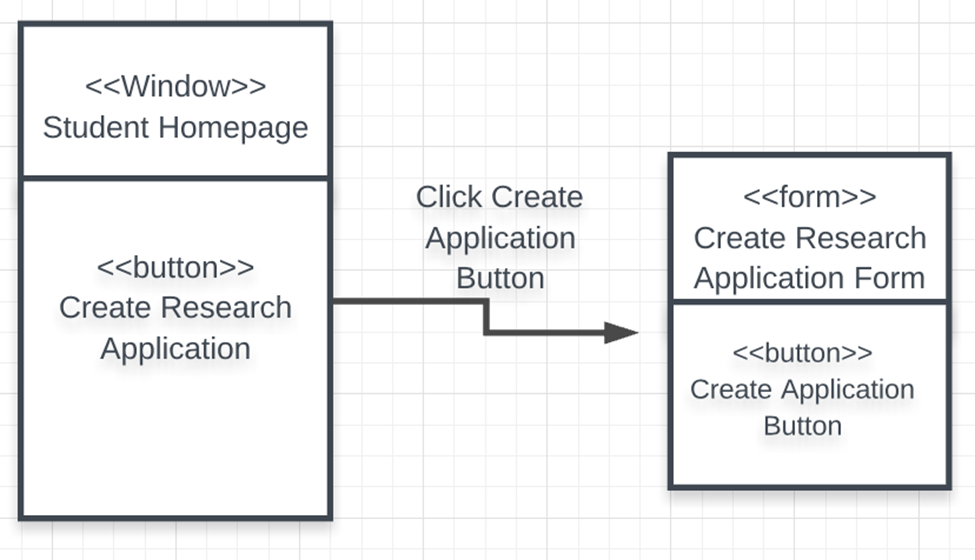 <<Window>>
Student Homepage
<<button>>
Create Research
Application
Click Create
Application
Button
<<form>>
Create Research
Application Form
<<button>>
Create Application
Button